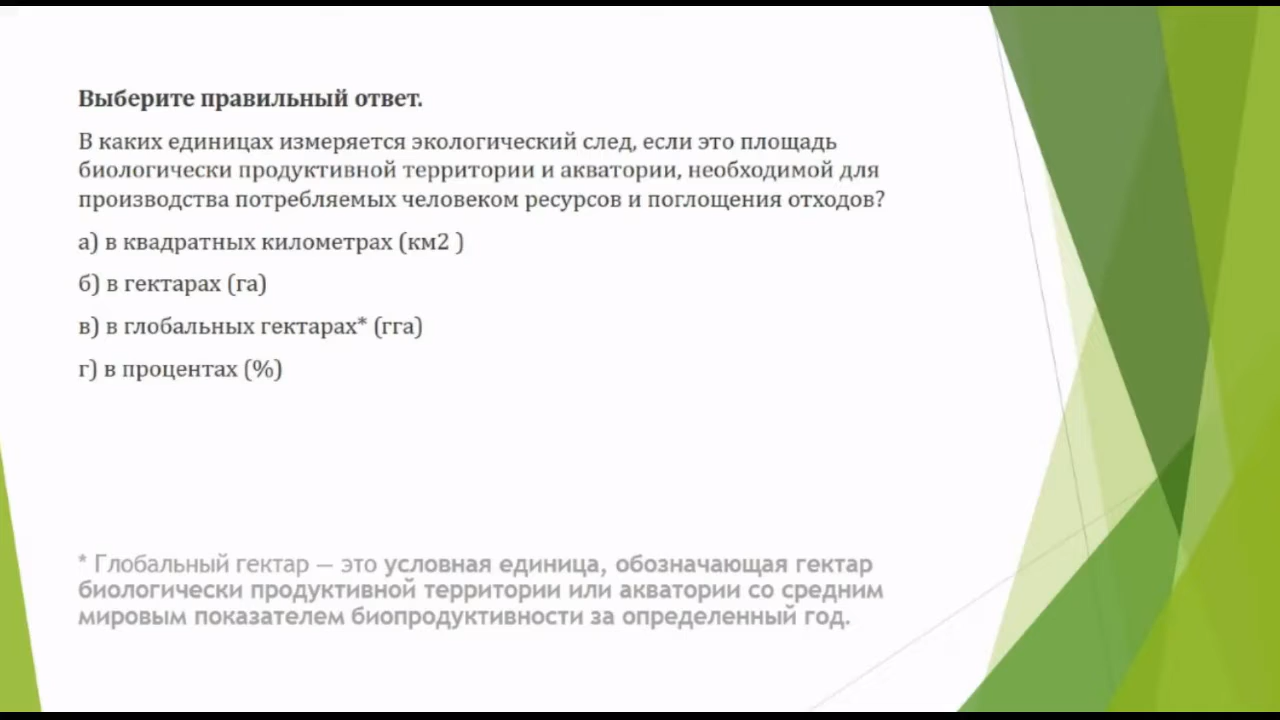 Выберите правильный ответ.
В каких единицах измеряется экологический след, если это площадь
биологически продуктивной территории и акватории, необходимой для
производства потребляемых человеком ресурсов и поглощения отходов?
а) в квадратных километрах (км2 )
б) в гектарах (га)
в) в глобальных гектарах* (гга)
г) в процентах (%)
* Глобальный гектар — это условная единица, обозначающая гектар
биологически продуктивной территории или акватории со средним
мировым показателем биопродуктивности за определенный год.